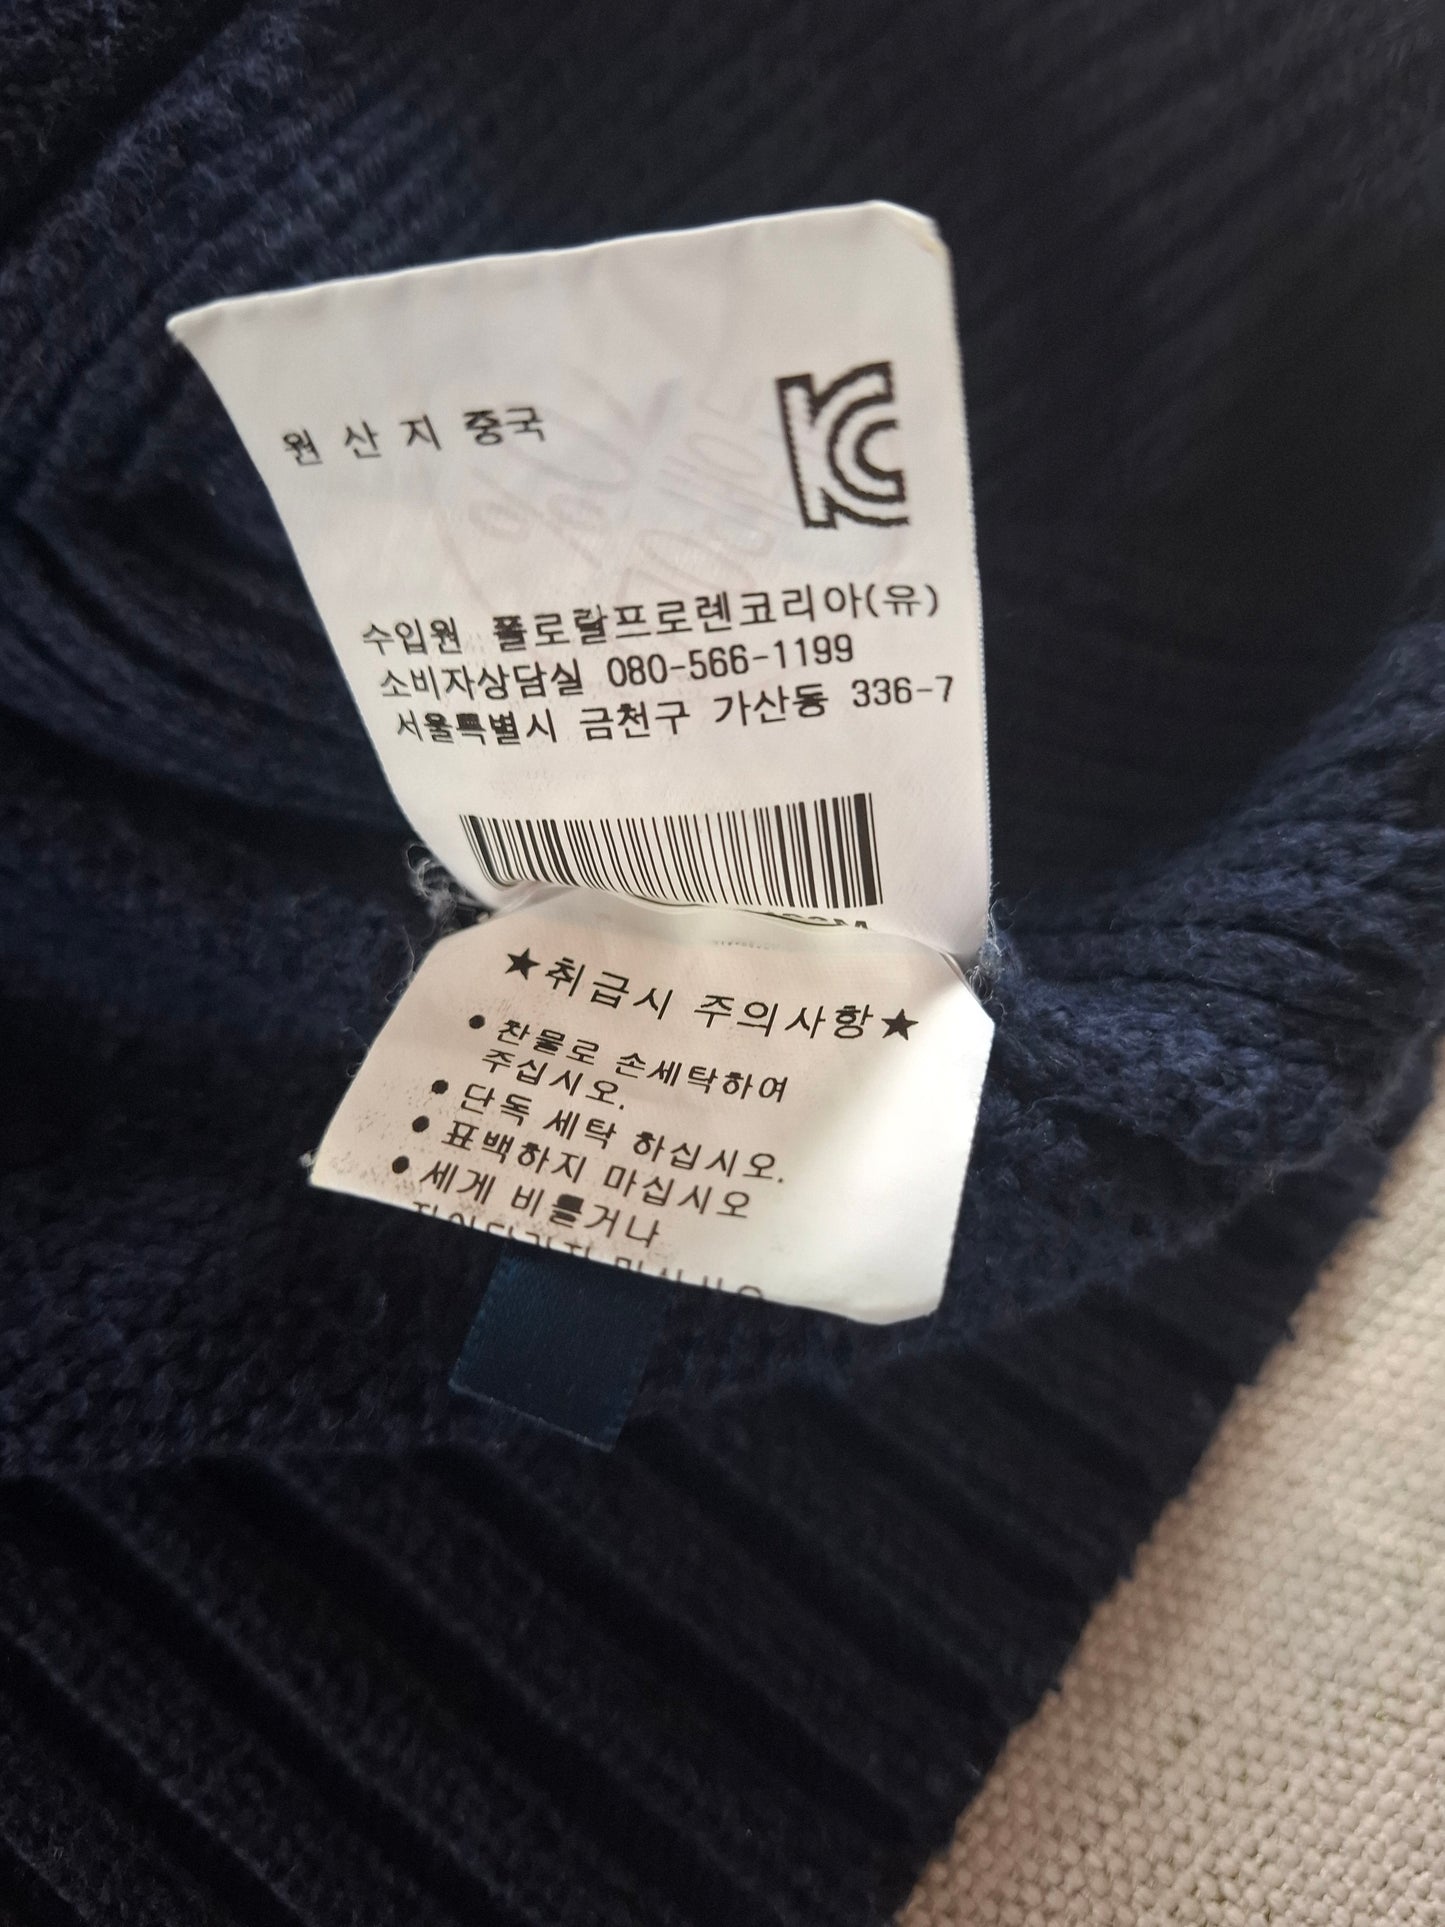 원 산 지 중국
수입원 폴로랄프로렌코리아(유)
소비자상담실 080-566-1199
서울특별시 금천구 가산동 336-7
★취급시 주의사항★
● 찬물로 손세탁하여
주십시오.
● 단독 세탁 하십시오.
● 표백하지 마십시오
● 세게 비틀거나